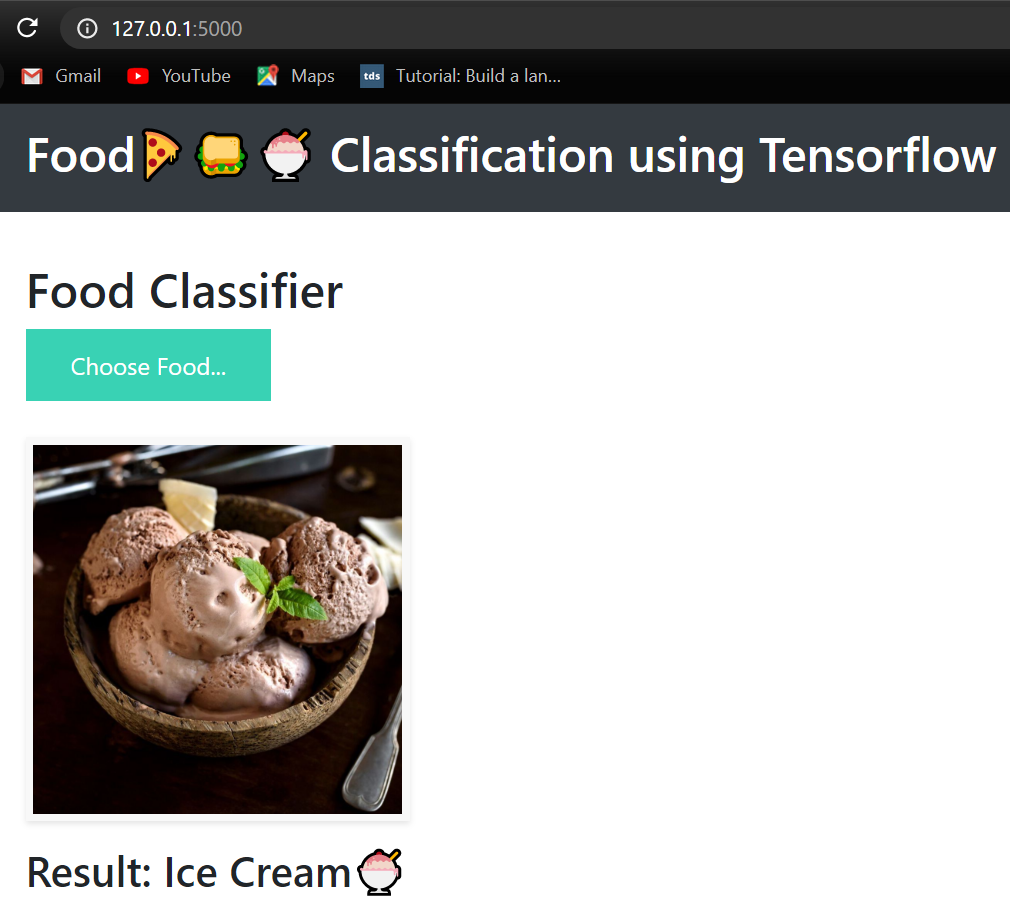 127.0.0.1:5000
Gmail YouTube Maps tds Tutorial: Build a lan...
Food🍕🥪🍧 Classification using Tensorflow
Food Classifier
Choose Food...
Result: Ice Cream🍧